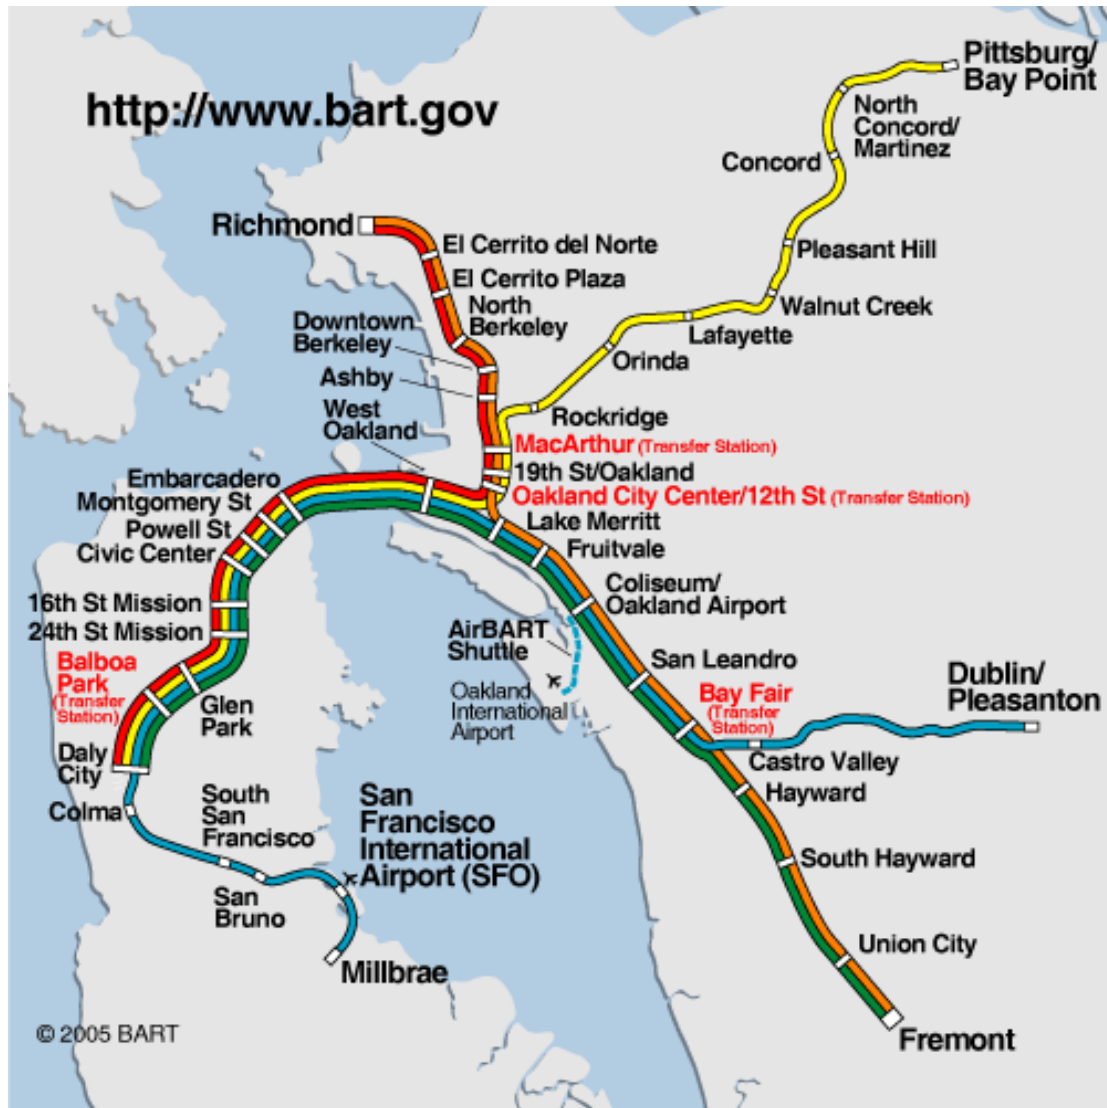 http://www.bart.gov
Pittsburg/
Bay Point
North
Concord/
Martinez
Concord
Pleasant Hill
Walnut Creek
Lafayette
Orinda
Rockridge
Richmond
El Cerrito del Norte
El Cerrito Plaza
North
Berkeley
Downtown
Berkeley
Ashby
West
Oakland
MacArthur (Transfer Station)
19th St/Oakland
Oakland City Center/12th St (Transfer Station)
Embarcadero
Montgomery St
Powell St
Civic Center
16th St Mission
24th St Mission
Balboa
Park
(Transfer
Station)
Glen
Park
Daly
City
Colma
South
San
Francisco
San
Bruno
San
Francisco
International
Airport (SFO)
Millbrae
Lake Merritt
Fruitvale
Coliseum/
Oakland Airport
AirBART
Shuttle
Oakland
International
Airport
San Leandro
Bay Fair
(Transfer
Station)
Dublin/
Pleasanton
Castro Valley
Hayward
South Hayward
Union City
Fremont
© 2005 BART